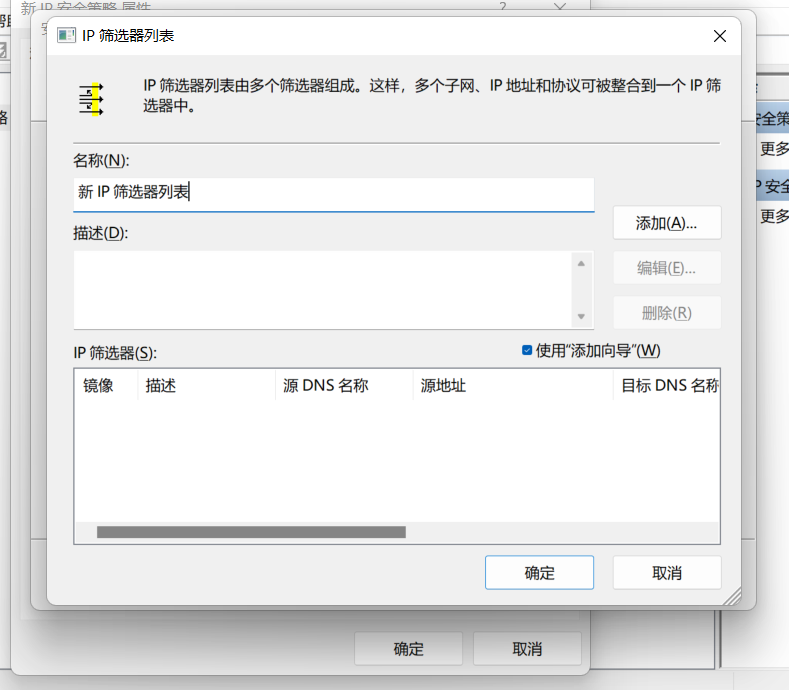 新 IP 安全策略 属性
?
IP 筛选器列表
IP 筛选器列表由多个筛选器组成。这样，多个子网、IP 地址和协议可被整合到一个 IP 筛
选器中。
名称(N):
新 IP 筛选器列表
添加(A)...
描述(D):
编辑(E)...
删除(R)
IP 筛选器(S):
使用“添加向导”(W)
镜像 描述 源 DNS 名称 源地址 目标 DNS 名称
确定 取消
确定 取消
安全策
更多
P 安全
更多